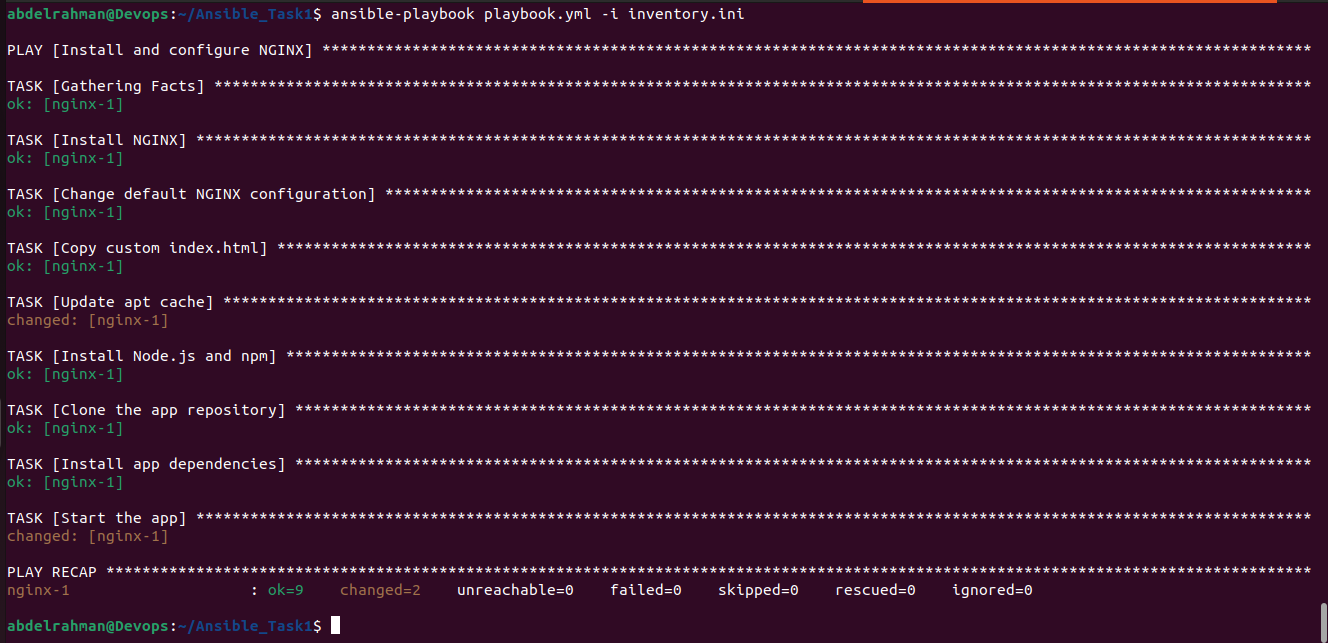 abdelrahman@Devops:~/Ansible_Task1$ ansible-playbook playbook.yml -i inventory.ini
PLAY [Install and configure NGINX] **************************************************************************************************************
TASK [Gathering Facts] **************************************************************************************************************************
ok: [nginx-1]
TASK [Install NGINX] ****************************************************************************************************************************
ok: [nginx-1]
TASK [Change default NGINX configuration] *******************************************************************************************************
ok: [nginx-1]
TASK [Copy custom index.html] *******************************************************************************************************************
ok: [nginx-1]
TASK [Update apt cache] *************************************************************************************************************************
changed: [nginx-1]
TASK [Install Node.js and npm] ******************************************************************************************************************
ok: [nginx-1]
TASK [Clone the app repository] *****************************************************************************************************************
ok: [nginx-1]
TASK [Install app dependencies] *****************************************************************************************************************
ok: [nginx-1]
TASK [Start the app] ****************************************************************************************************************************
changed: [nginx-1]
PLAY RECAP **************************************************************************************************************************************
nginx-1                    : ok=9    changed=2    unreachable=0    failed=0    skipped=0    rescued=0    ignored=0
abdelrahman@Devops:~/Ansible_Task1$